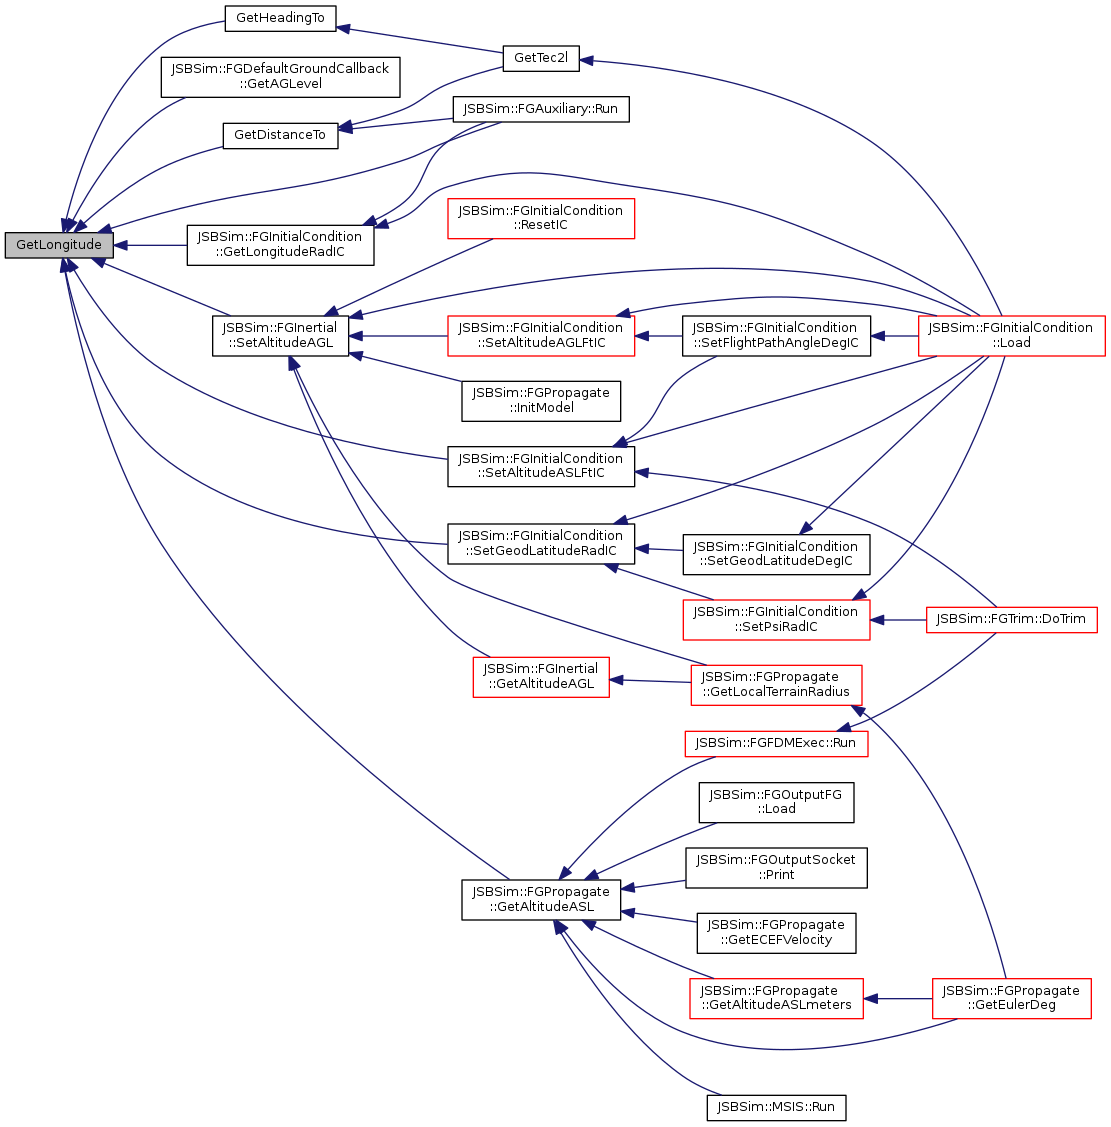 GetHeadingTo
GetTec2l
JSBSim::FGDefaultGroundCallback
::GetAGLevel
JSBSim::FGAuxiliary::Run
GetDistanceTo
GetLongitude
JSBSim::FGInitialCondition
::GetLongitudeRadIC
JSBSim::FGInitialCondition
::ResetIC
JSBSim::FGInertial
::SetAltitudeAGL
JSBSim::FGInitialCondition
::SetAltitudeAGLFtIC
JSBSim::FGInitialCondition
::SetFlightPathAngleDegIC
JSBSim::FGInitialCondition
::Load
JSBSim::FGPropagate
::InitModel
JSBSim::FGInitialCondition
::SetAltitudeASLFtIC
JSBSim::FGInitialCondition
::SetGeodLatitudeRadIC
JSBSim::FGInitialCondition
::SetGeodLatitudeDegIC
JSBSim::FGInitialCondition
::SetPsiRadIC
JSBSim::FGTrim::DoTrim
JSBSim::FGInertial
::GetAltitudeAGL
JSBSim::FGPropagate
::GetLocalTerrainRadius
JSBSim::FGFDMExec::Run
JSBSim::FGOutputFG
::Load
JSBSim::FGOutputSocket
::Print
JSBSim::FGPropagate
::GetAltitudeASL
JSBSim::FGPropagate
::GetECEFVelocity
JSBSim::FGPropagate
::GetAltitudeASLmeters
JSBSim::FGPropagate
::GetEulerDeg
JSBSim::MSIS::Run